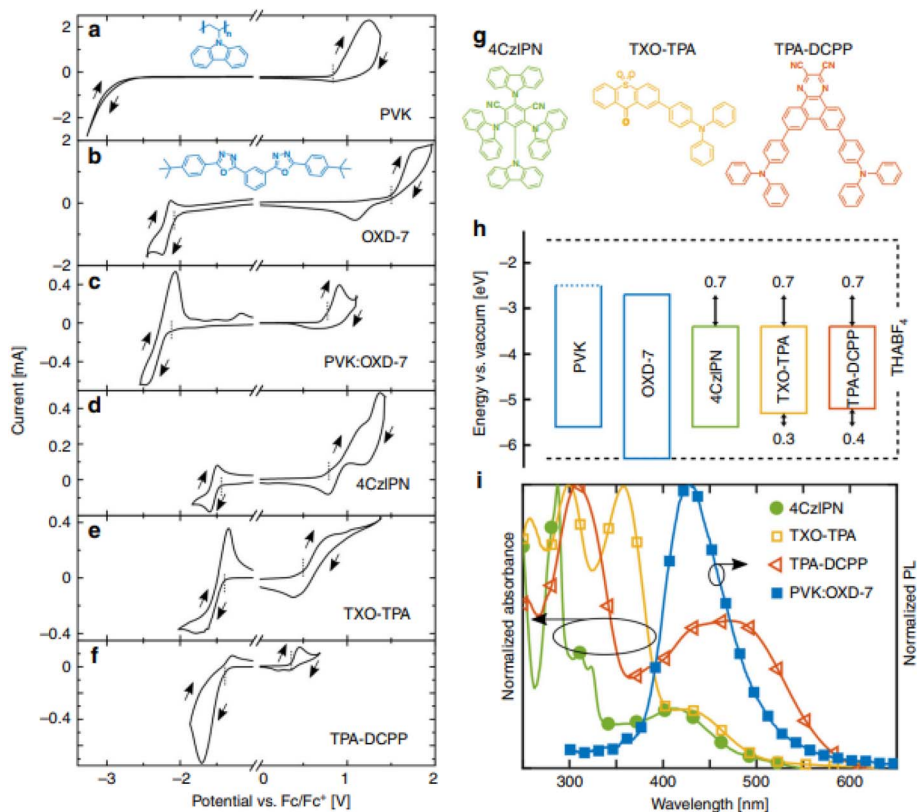 a
n
N
PVK
2
0
−2
2
b
N-N
N-N
O
O
OXD-7
0
−2
c
PVK:OXD-7
0.4
0
−0.4
d
4CzIPN
0.4
0.2
0
e
TXO-TPA
0.4
0
−0.4
f
TPA-DCPP
0
−0.4
Current [mA]
−3
−2
0
1
2
Potential vs. Fc/Fc+ [V]
g
4CzIPN
TXO-TPA
TPA-DCPP
N
NC
CN
N
N
N
O
O
S
O
N
NC
CN
N
N
N
N
h
Energy vs. vaccum [eV]
−2
−3
−4
−5
−6
PVK
OXD-7
4CzIPN
TXO-TPA
TPA-DCPP
THABF4
0.7
0.7
0.7
0.3
0.4
i
4CzIPN
TXO-TPA
TPA-DCPP
PVK:OXD-7
Normalized absorbance
Normalized PL
300
400
500
600
Wavelength [nm]